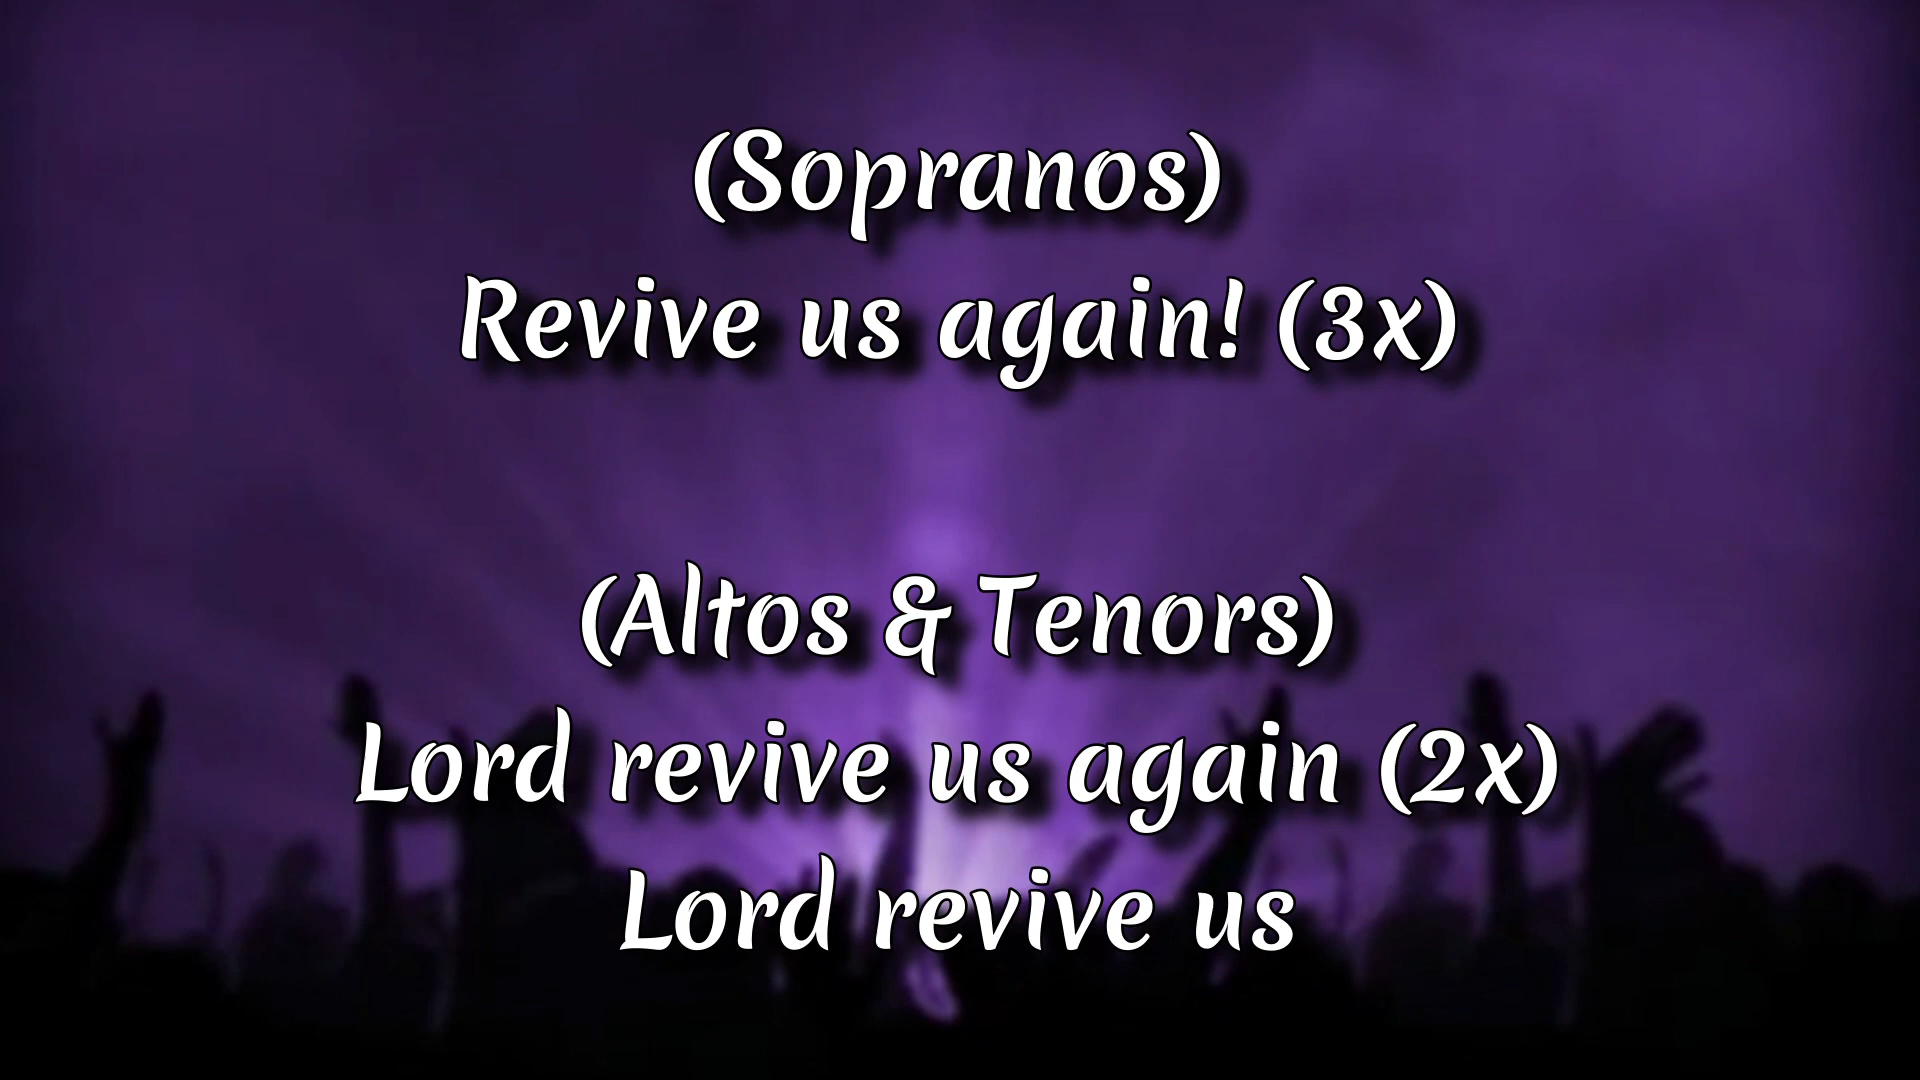 (Sopranos)
Revive us again! (3x)
(Altos & Tenors)
Lord revive us again (2x)
Lord revive us